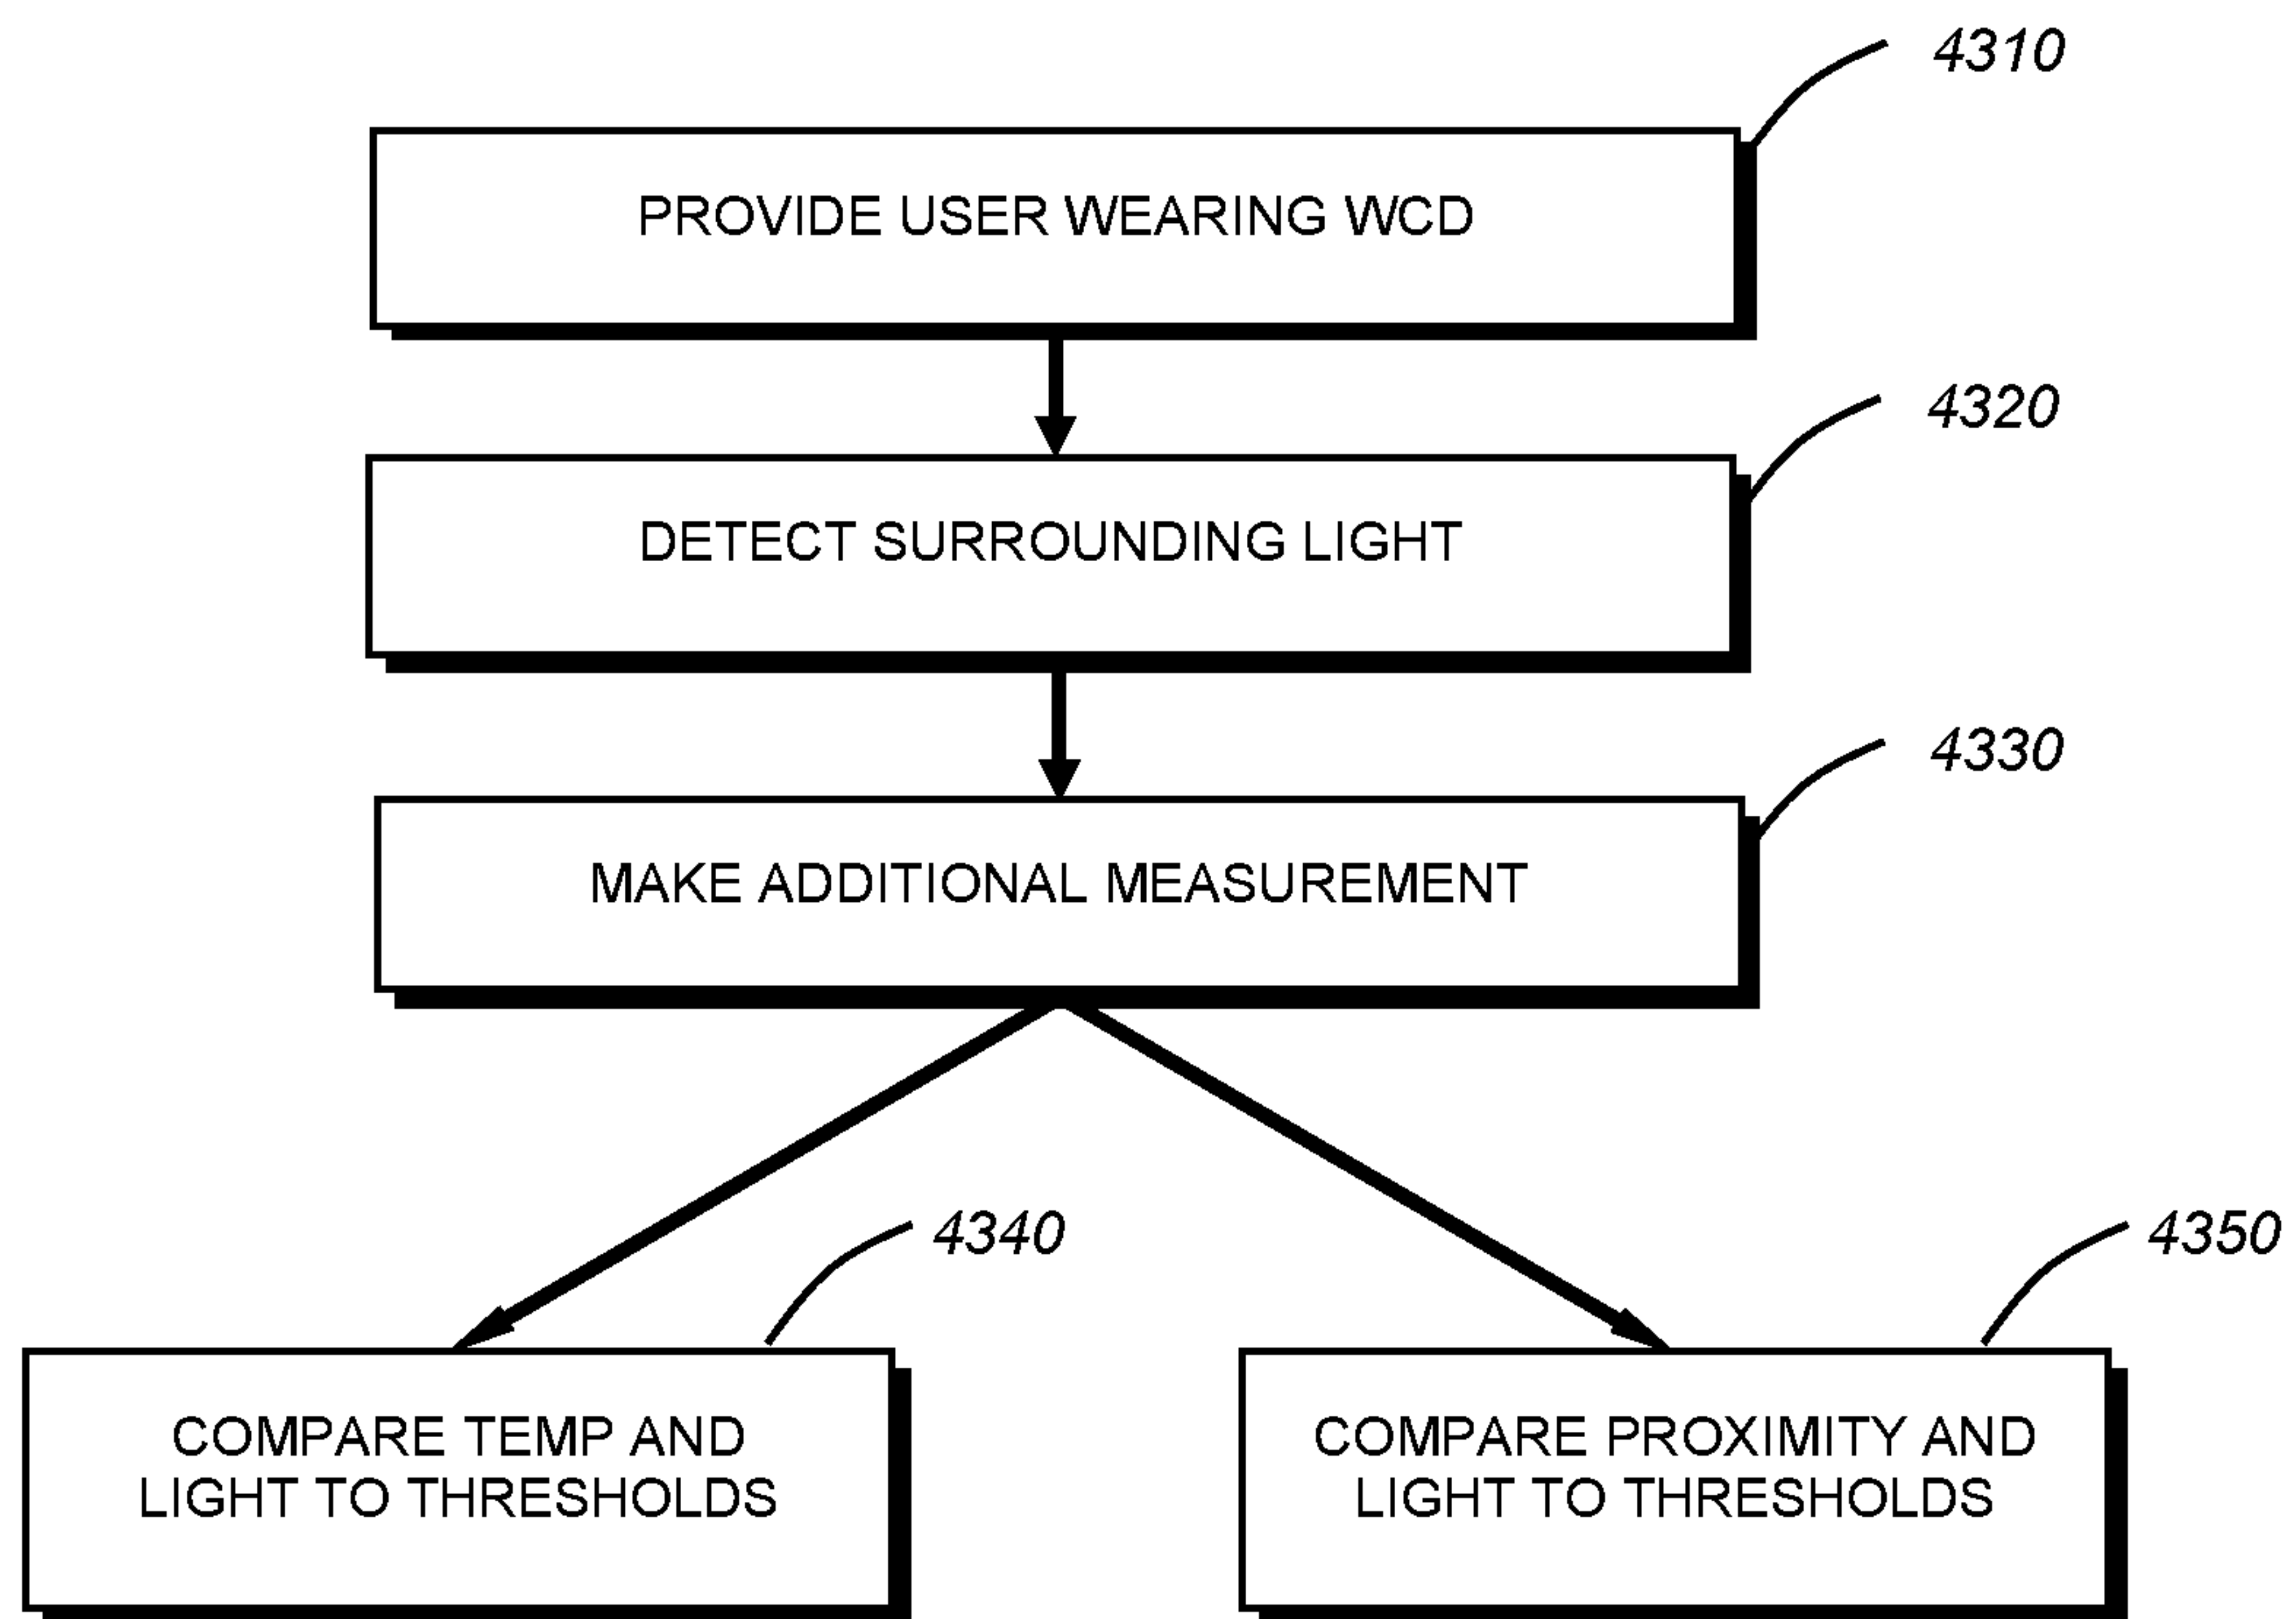 4310
PROVIDE USER WEARING WCD
4320
DETECT SURROUNDING LIGHT
4330
MAKE ADDITIONAL MEASUREMENT
4340
COMPARE TEMP AND
LIGHT TO THRESHOLDS
4350
COMPARE PROXIMITY AND
LIGHT TO THRESHOLDS